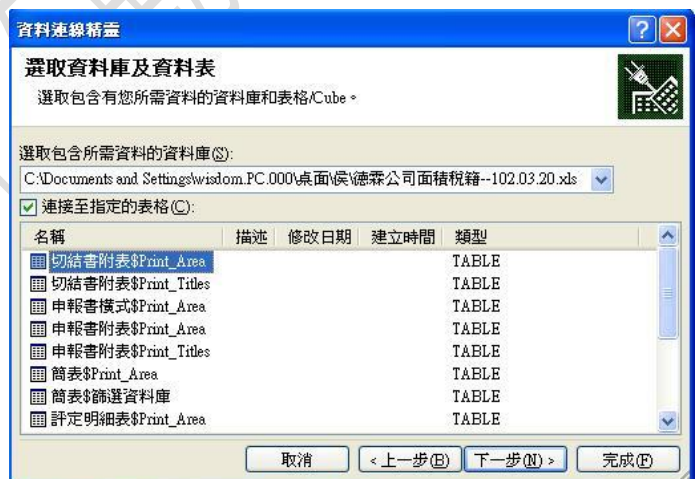 資料連線精靈
選取資料庫及資料表
選取包含有您所需資料的資料庫和表格/Cube。
選取包含所需資料的資料庫(S):
C:\Documents and Settings\wisdom.PC.000\桌面\侯\德霖公司面積稅籍--102.03.20.xls
連接至指定的表格(C):
名稱 描述 修改日期 建立時間 類型
切結書附表$Print_Area TABLE
切結書附表$Print_Titles TABLE
申報書橫式$Print_Area TABLE
申報書附表$Print_Area TABLE
申報書附表$Print_Titles TABLE
簡表$Print_Area TABLE
簡表$篩選資料庫 TABLE
評定明細表$Print_Area TABLE
取消 <上一步(B) 下一步(N)> 完成(F)